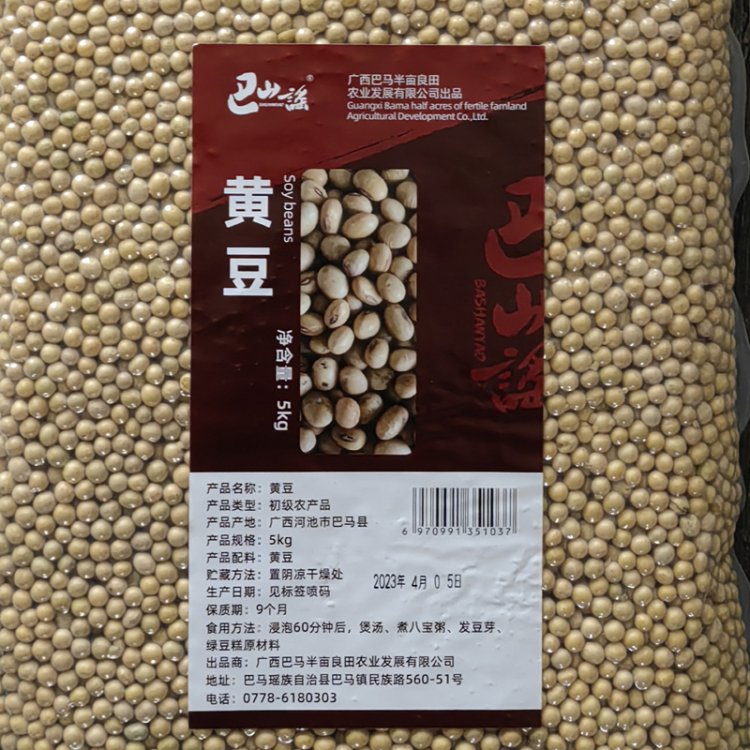 巴山謠®
BASHANYAO
广西巴马半亩良田
农业发展有限公司出品
Guangxi Bama half acres of fertile farmland
Agricultural Development Co.,Ltd.
黄豆
Soy beans
净含量：5kg
巴山謠
BASHANYAO
产品名称：黄豆
产品类型：初级农产品
产品产地：广西河池市巴马县
产品规格：5kg
产品配料：黄豆
贮藏方法：置阴凉干燥处
生产日期：见标签喷码
保质期：9个月
食用方法：浸泡60分钟后，煲汤、煮八宝粥、发豆芽、
绿豆糕原材料
出品商：广西巴马半亩良田农业发展有限公司
地址：巴马瑶族自治县巴马镇民族路560-51号
电话：0778-6180303
6 970991 351037
2023年 4月 0 5日